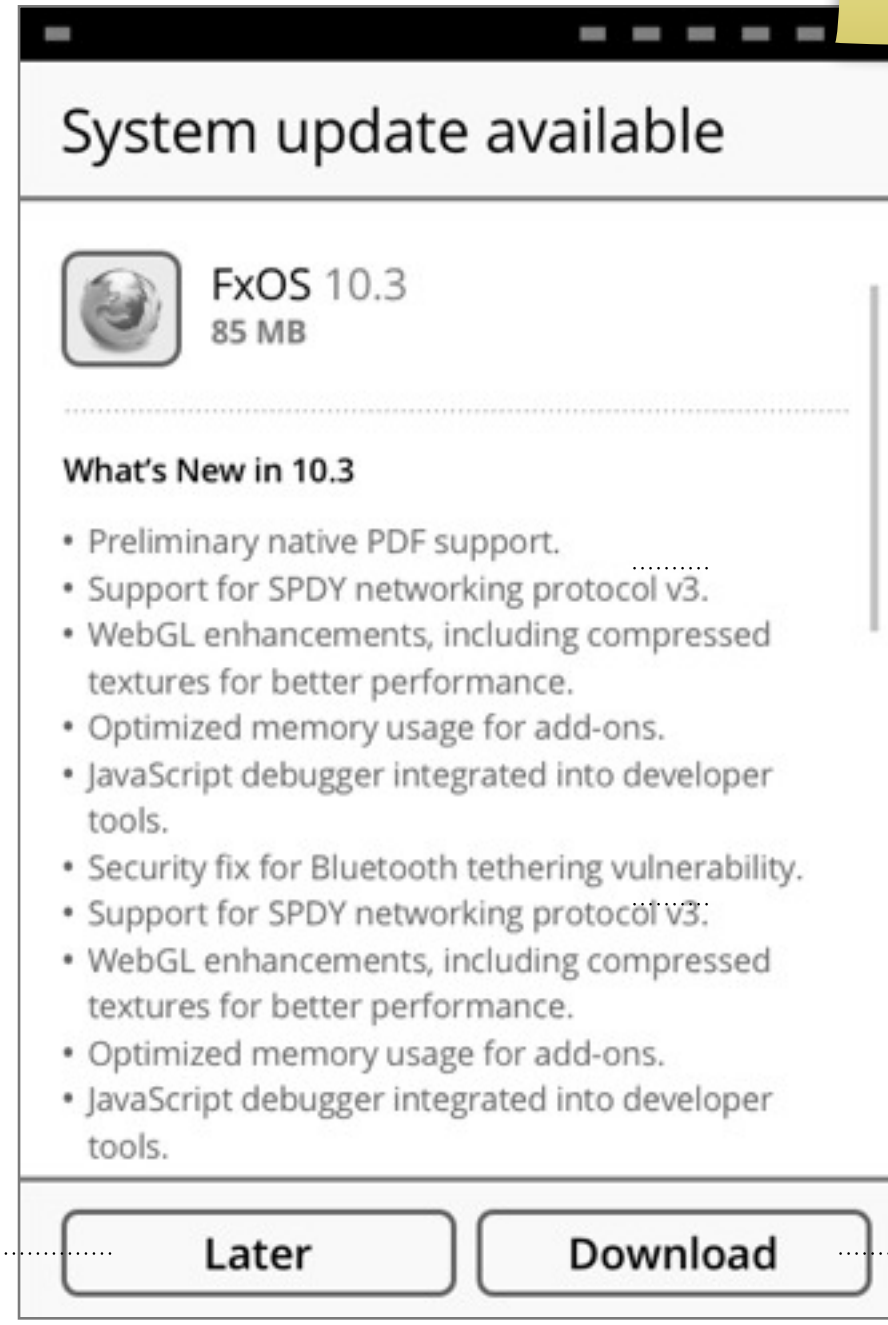 System update available
FxOS 10.3
85 MB
What's New in 10.3
• Preliminary native PDF support.
• Support for SPDY networking protocol v3.
• WebGL enhancements, including compressed
textures for better performance.
• Optimized memory usage for add-ons.
• JavaScript debugger integrated into developer
tools.
• Security fix for Bluetooth tethering vulnerability.
• Support for SPDY networking protocol v3.
• WebGL enhancements, including compressed
textures for better performance.
• Optimized memory usage for add-ons.
• JavaScript debugger integrated into developer
tools.
Later Download